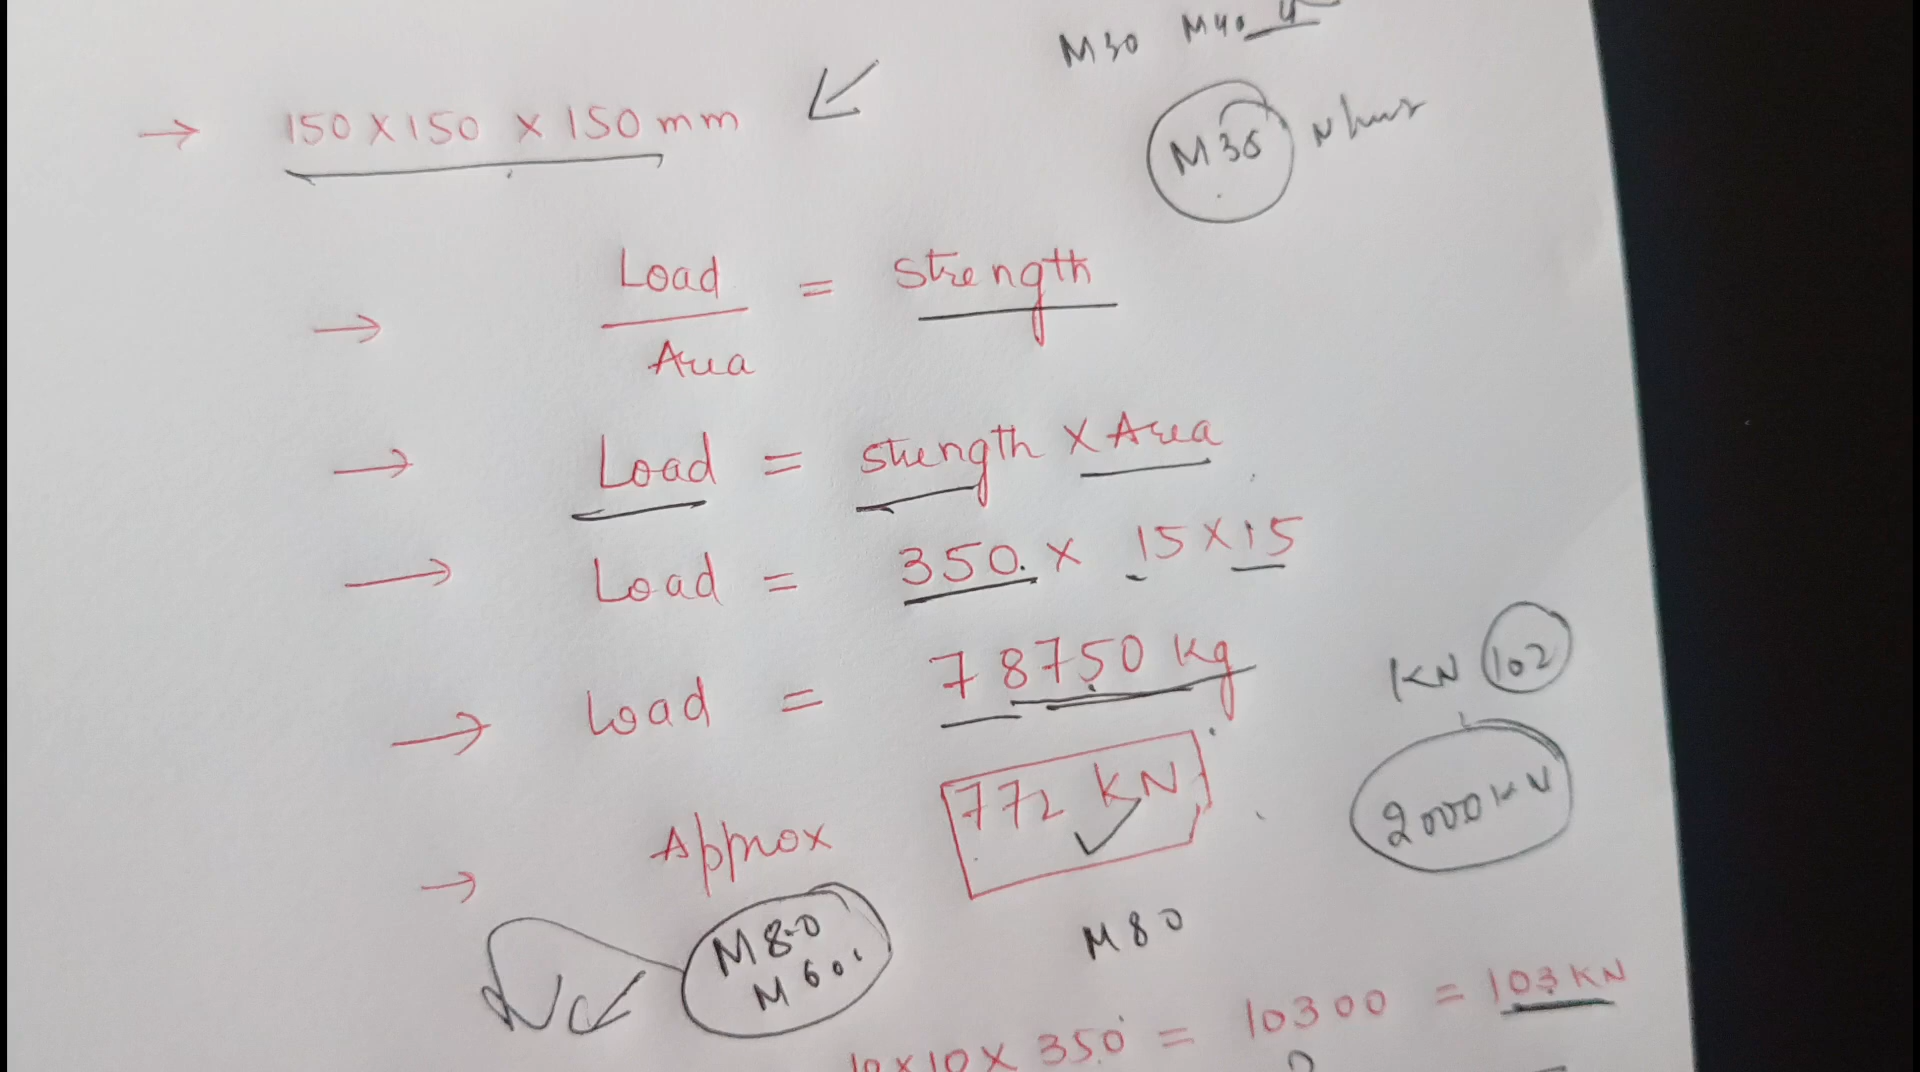 M30 M40
→ 150 X 150 X 150 mm
M35 N/mm²
→ Load / Area = Strength
→ Load = Strength X Area
→ Load = 350 X 15 X 15
→ Load = 78750 kg
KN 102
→ Approx 772 KN
2000 KN
M80
M60
M80
10 X 10 X 350 = 10300 = 103 KN